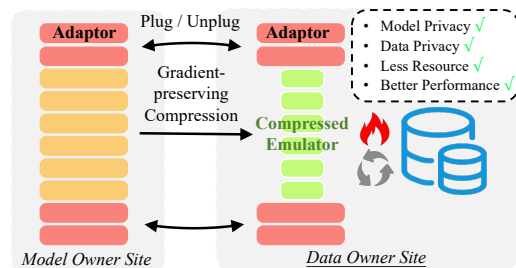 Adaptor
Plug / Unplug
Adaptor
• Model Privacy √
• Data Privacy √
• Less Resource √
• Better Performance √
Gradient-
preserving
Compression
Compressed
Emulator
Model Owner Site
Data Owner Site